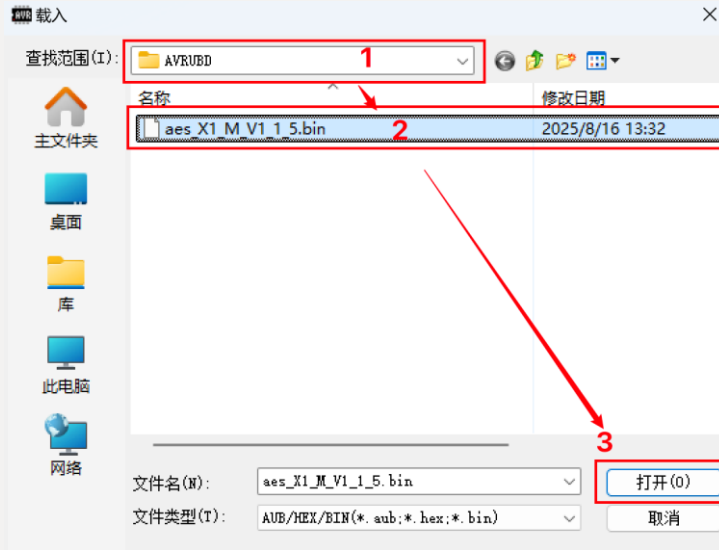 AVR 载入
查找范围(I): AVRUBD 1
名称 修改日期
aes_X1_M_V1_1_5.bin 2 2025/8/16 13:32
主文件夹
桌面
库
此电脑
网络
3
文件名(N): aes_X1_M_V1_1_5.bin 打开(O)
文件类型(T): AUB/HEX/BIN(*.aub;*.hex;*.bin) 取消